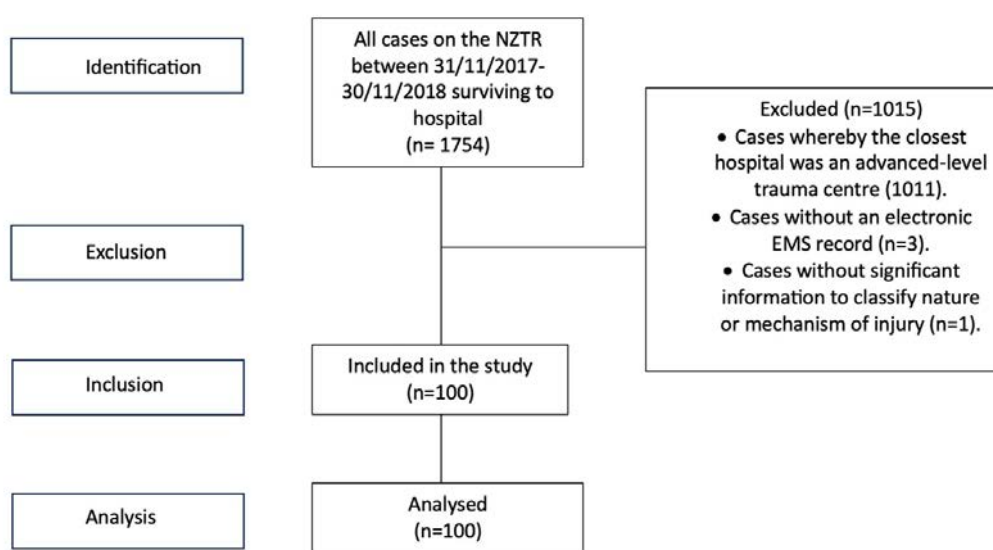 Identification
All cases on the NZTR
between 31/11/2017-
30/11/2018 surviving to
hospital
(n= 1754)
Excluded (n=1015)
• Cases whereby the closest
hospital was an advanced-level
trauma centre (1011).
• Cases without an electronic
EMS record (n=3).
• Cases without significant
information to classify nature
or mechanism of injury (n=1).
Exclusion
Inclusion
Included in the study
(n=100)
Analysis
Analysed
(n=100)